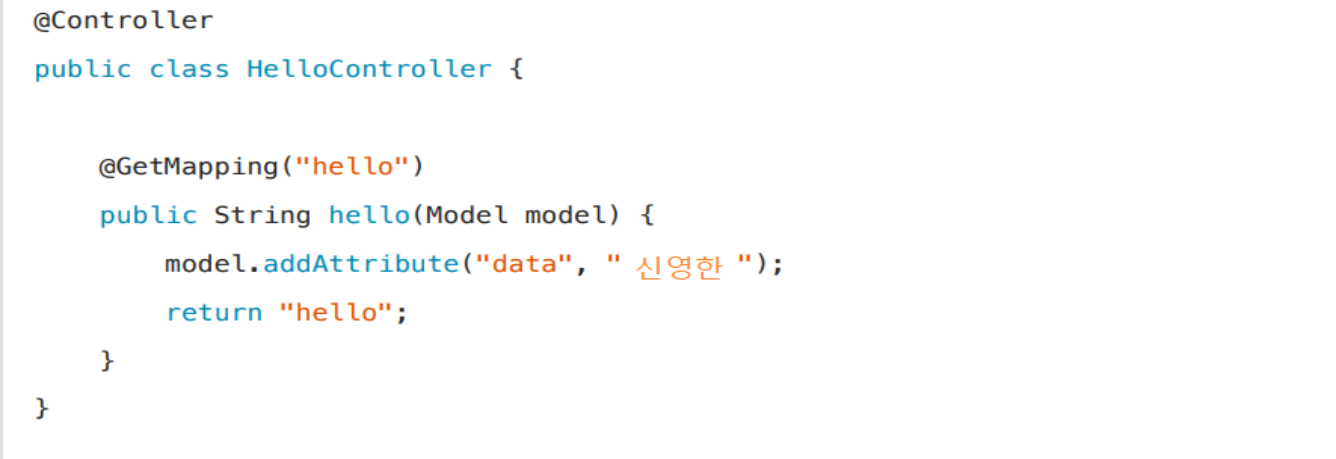 @Controller
public class HelloController {
@GetMapping("hello")
public String hello(Model model) {
model.addAttribute("data", " 신영한 ");
return "hello";
}
}